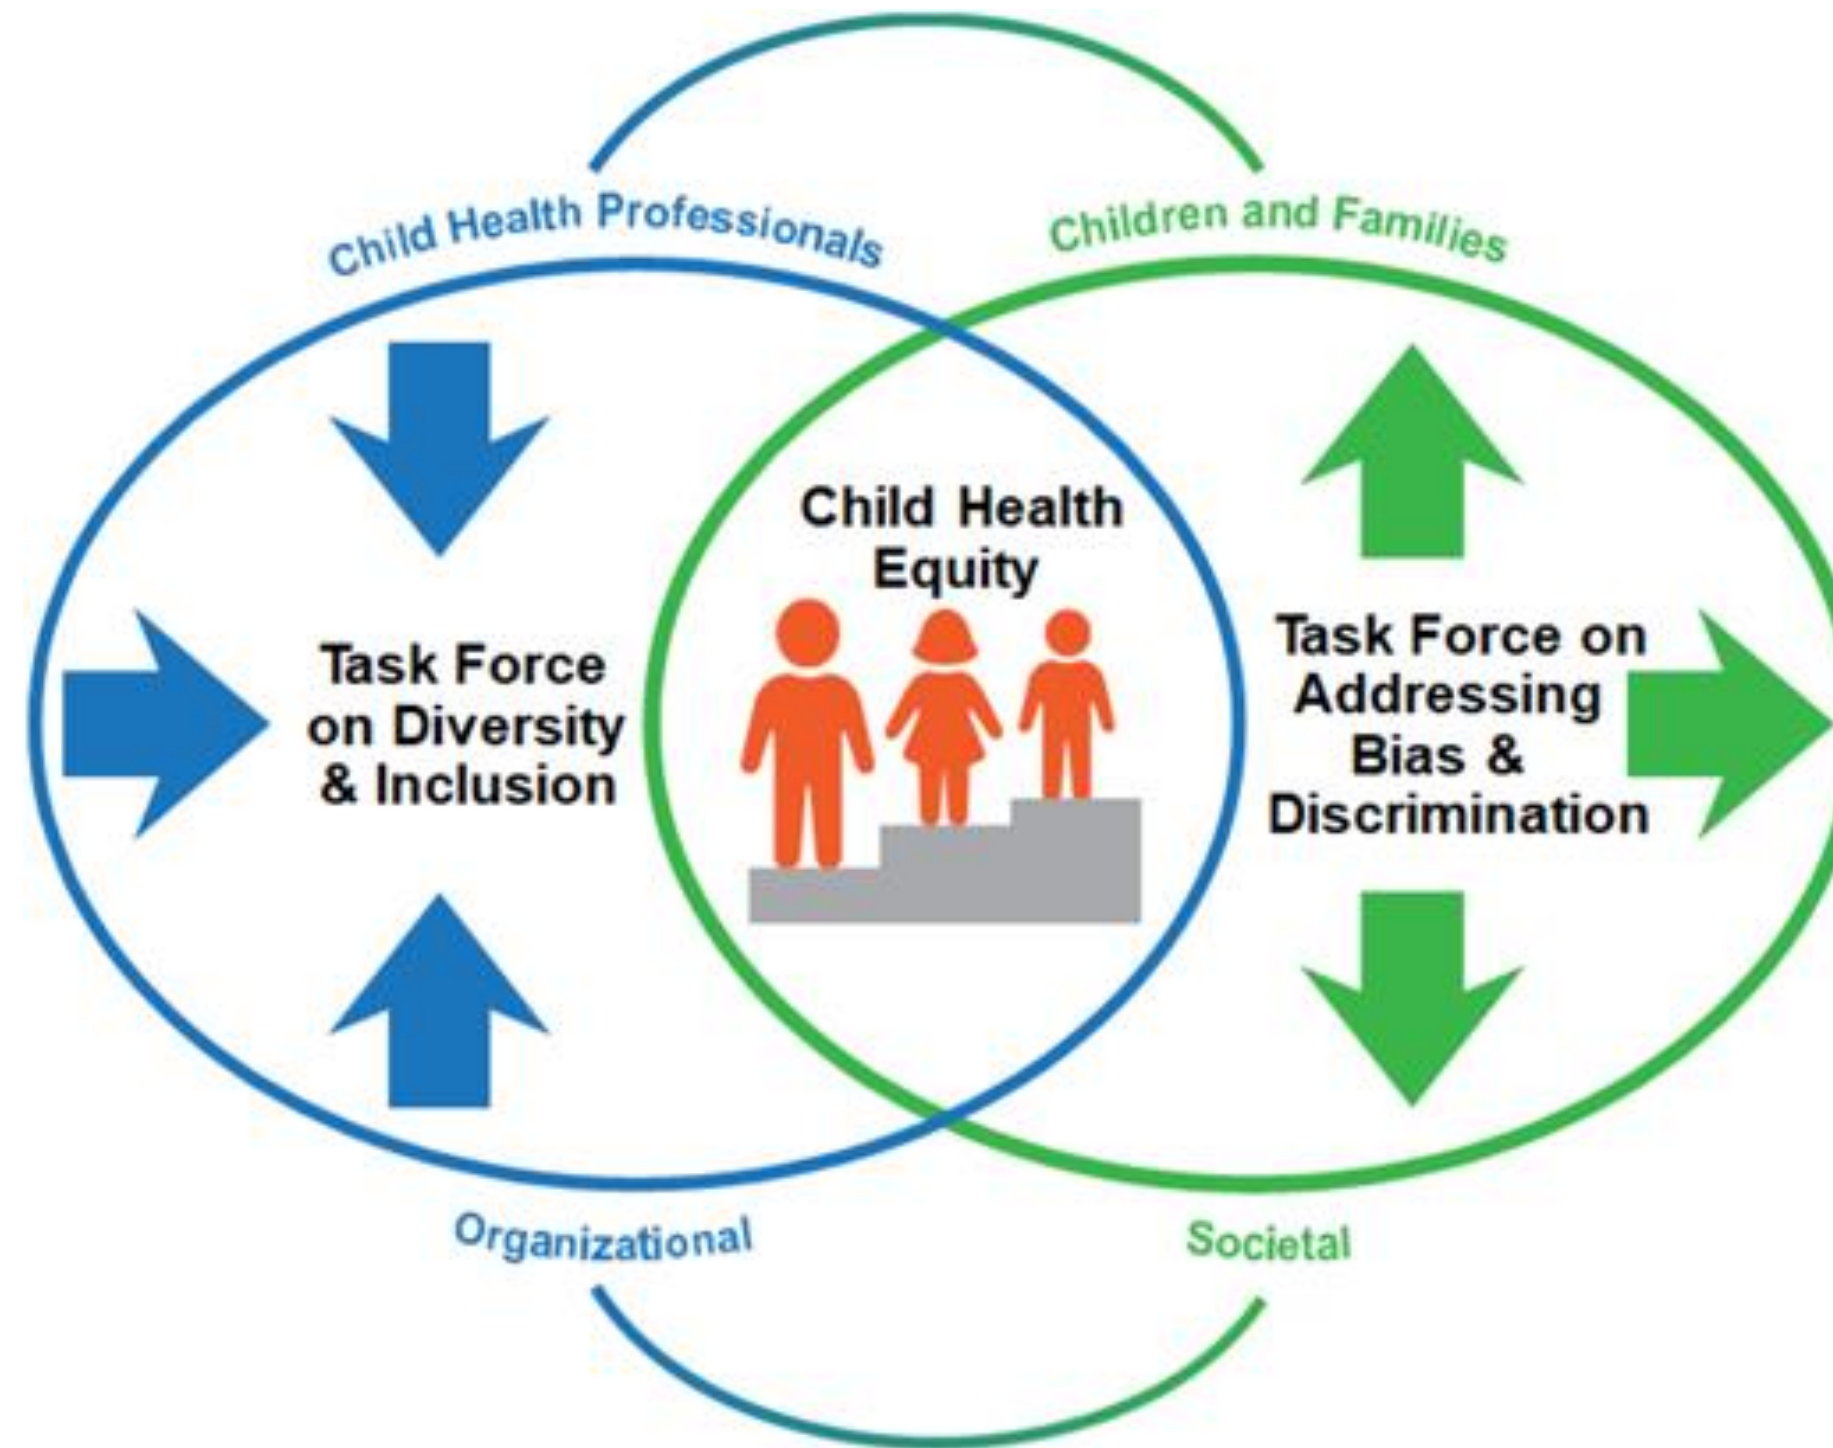 Child Health Professionals
Children and Families
Child Health
Equity
Task Force
on Diversity
& Inclusion
Task Force on
Addressing
Bias &
Discrimination
Organizational
Societal